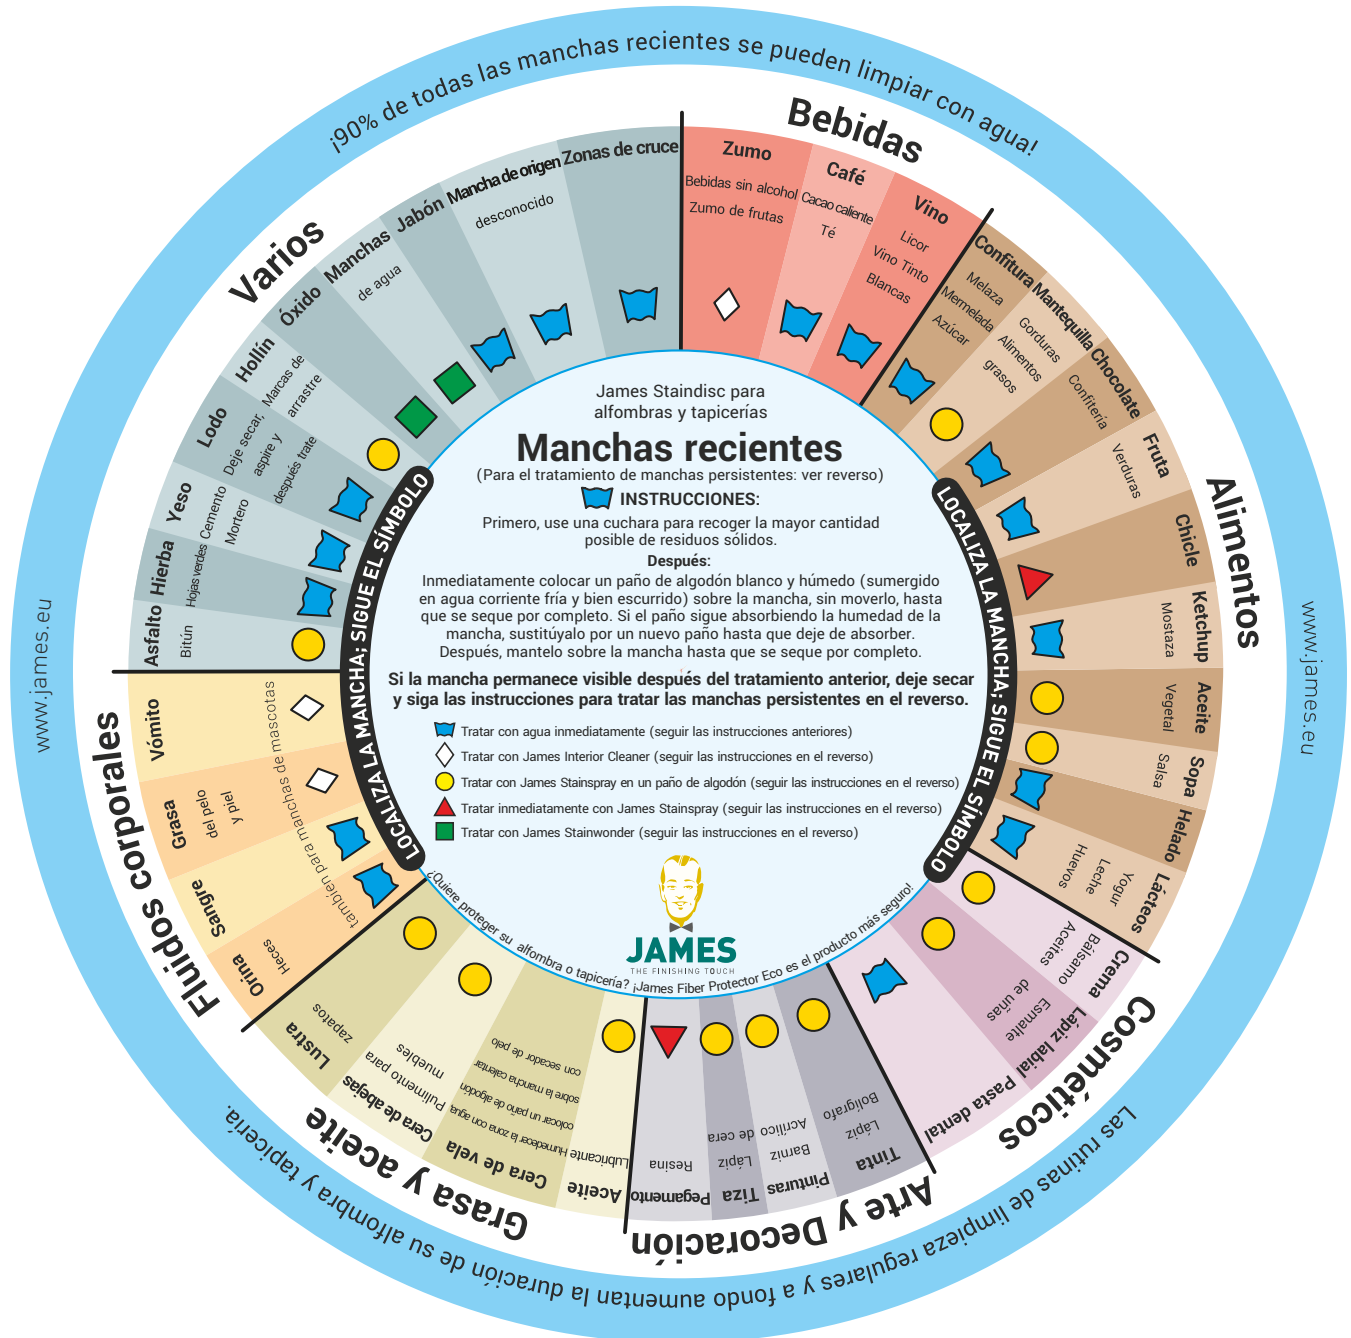 ¡90% de todas las manchas recientes se pueden limpiar con agua!
www.james.eu
www.james.eu
Las rutinas de limpieza regulares y a fondo aumentan la duración de su alfombra y tapicería.
Bebidas
Zumo
Bebidas sin alcohol
Zumo de frutas
Café
Cacao caliente
Té
Vino
Licor
Vino Tinto
Blancas
Alimentos
Confitura
Melaza
Mermelada
Azúcar
Mantequilla
Gorduras
Alimentos
grasos
Chocolate
Confitería
Fruta
Verduras
Chicle
Ketchup
Mostaza
Aceite
Vegetal
Sopa
Salsa
Helado
Lácteos
Yogur
Leche
Huevos
Cosméticos
Crema
Bálsamo
Aceites
Lápiz labial
Esmalte
de uñas
Pasta dental
Arte y Decoración
Tinta
Lápiz
Bolígrafo
Pinturas
Barniz
Acrílico
Tiza
Lápiz
de cera
Pegamento
Resina
Grasa y aceite
Aceite
Lubricante
Cera de vela
Humedecer la zona con agua,
colocar un paño de algodón
sobre la mancha calentar
con secador de pelo
Cera de abejas
Pulimento para
muebles
Lustra
zapatos
Fluidos corporales
Orina
Heces
Sangre
Grasa
del pelo
y piel
Vómito
también para manchas de mascotas
Varios
Asfalto
Bitún
Hierba
Hojas verdes
Yeso
Cemento
Mortero
Lodo
Deje secar,
aspire y
después trate
Hollín
Marcas de
arrastre
Óxido
Manchas
de agua
Jabón
Mancha de origen
desconocido
Zonas de cruce
LOCALIZA LA MANCHA; SIGUE EL SÍMBOLO
LOCALIZA LA MANCHA; SIGUE EL SÍMBOLO
James Staindisc para
alfombras y tapicerías
Manchas recientes
(Para el tratamiento de manchas persistentes: ver reverso)
INSTRUCCIONES:
Primero, use una cuchara para recoger la mayor cantidad
posible de residuos sólidos.
Después:
Inmediatamente colocar un paño de algodón blanco y húmedo (sumergido
en agua corriente fría y bien escurrido) sobre la mancha, sin moverlo, hasta
que se seque por completo. Si el paño sigue absorbiendo la humedad de la
mancha, sustitúyalo por un nuevo paño hasta que deje de absorber.
Después, mantelo sobre la mancha hasta que se seque por completo.
Si la mancha permanece visible después del tratamiento anterior, deje secar
y siga las instrucciones para tratar las manchas persistentes en el reverso.
Tratar con agua inmediatamente (seguir las instrucciones anteriores)
Tratar con James Interior Cleaner (seguir las instrucciones en el reverso)
Tratar con James Stainspray en un paño de algodón (seguir las instrucciones en el reverso)
Tratar inmediatamente con James Stainspray (seguir las instrucciones en el reverso)
Tratar con James Stainwonder (seguir las instrucciones en el reverso)
JAMES
THE FINISHING TOUCH
¿Quiere proteger su alfombra o tapicería? ¡James Fiber Protector Eco es el producto más seguro!